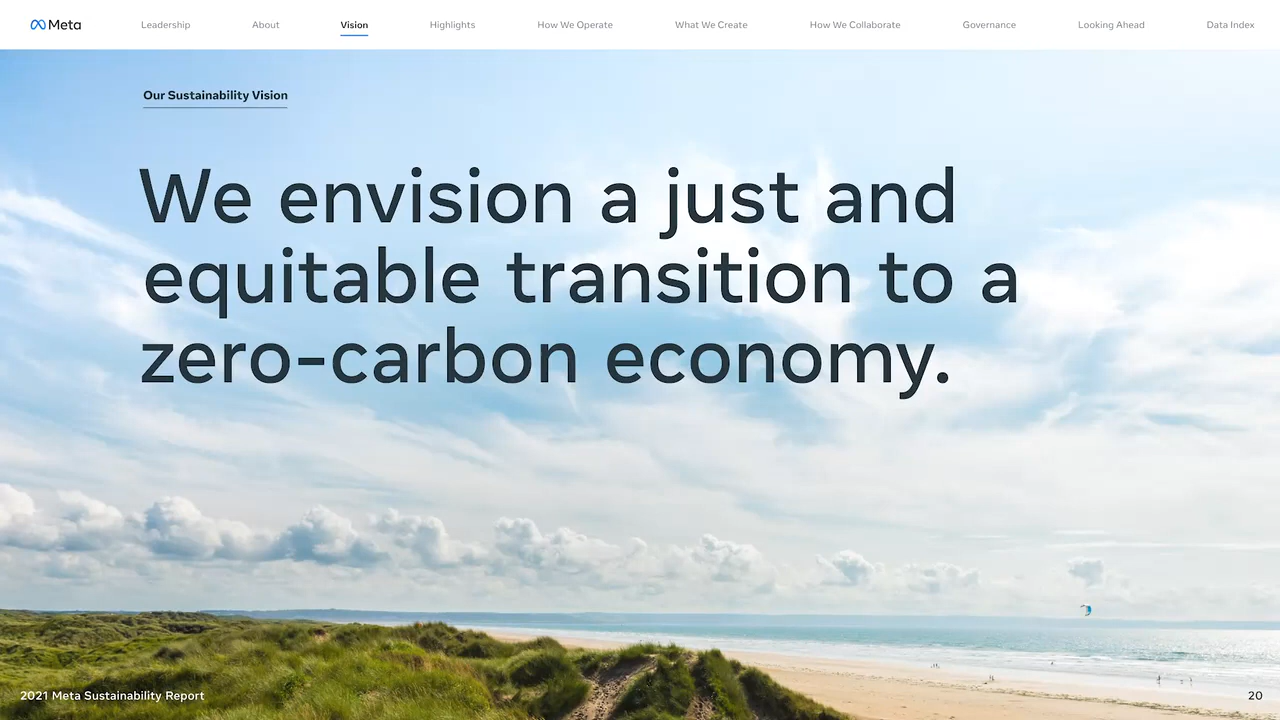 Meta
Leadership
About
Vision
Highlights
How We Operate
What We Create
How We Collaborate
Governance
Looking Ahead
Data Index
Our Sustainability Vision
We envision a just and
equitable transition to a
zero-carbon economy.
2021 Meta Sustainability Report
20